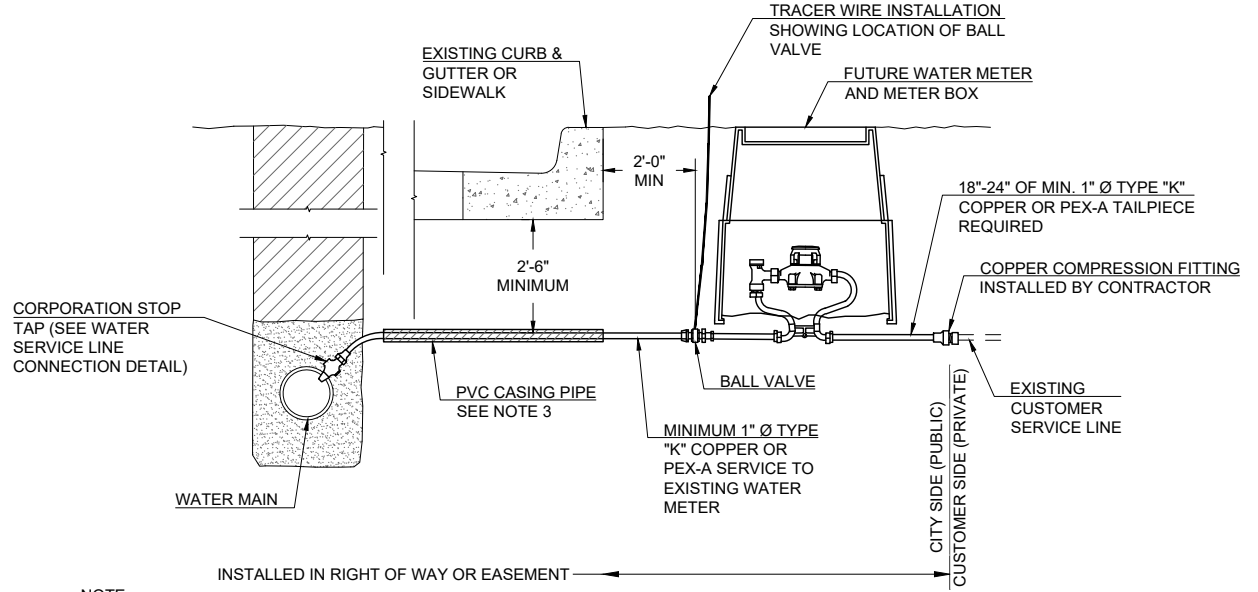 TRACER WIRE INSTALLATION
SHOWING LOCATION OF BALL
VALVE
EXISTING CURB &
GUTTER OR
SIDEWALK
FUTURE WATER METER
AND METER BOX
2'-0"
MIN
18"-24" OF MIN. 1" Ø TYPE "K"
COPPER OR PEX-A TAILPIECE
REQUIRED
2'-6"
MINIMUM
COPPER COMPRESSION FITTING
INSTALLED BY CONTRACTOR
CORPORATION STOP
TAP (SEE WATER
SERVICE LINE
CONNECTION DETAIL)
PVC CASING PIPE
SEE NOTE 3
BALL VALVE
EXISTING
CUSTOMER
SERVICE LINE
MINIMUM 1" Ø TYPE
"K" COPPER OR
PEX-A SERVICE TO
EXISTING WATER
METER
WATER MAIN
CITY SIDE (PUBLIC)
CUSTOMER SIDE (PRIVATE)
INSTALLED IN RIGHT OF WAY OR EASEMENT